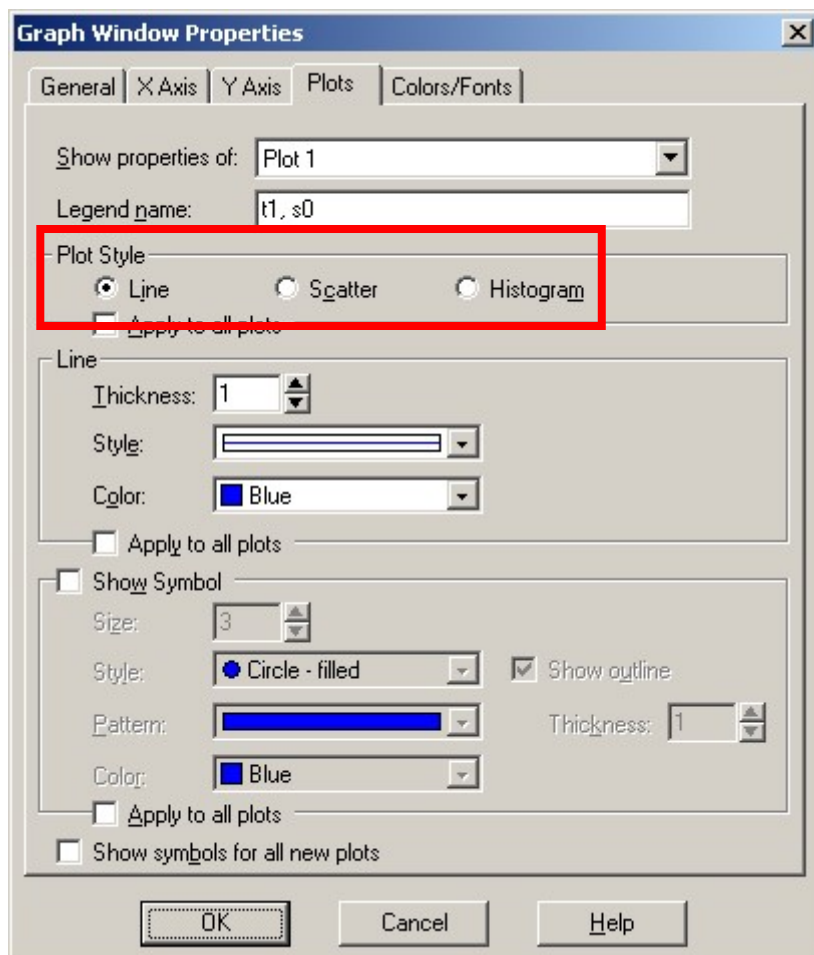 Graph Window Properties
General X Axis Y Axis Plots Colors/Fonts
Show properties of: Plot 1
Legend name: t1, s0
Plot Style
Line Scatter Histogram
Apply to all plots
Line
Thickness: 1
Style:
Color: Blue
Apply to all plots
Show Symbol
Size: 3
Style: Circle - filled Show outline
Pattern: Thickness: 1
Color: Blue
Apply to all plots
Show symbols for all new plots
OK Cancel Help